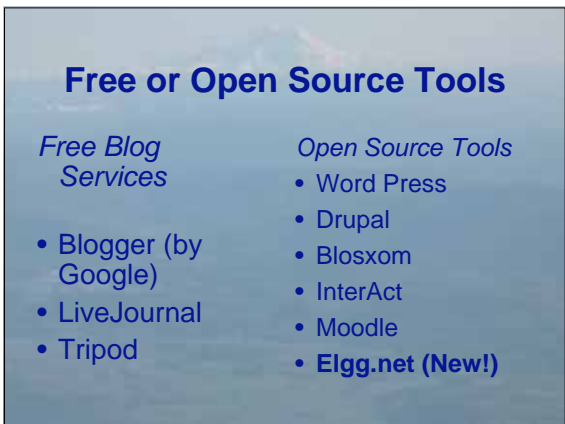 Free or Open Source Tools
Free Blog
Services
• Blogger (by
Google)
• LiveJournal
• Tripod
Open Source Tools
• Word Press
• Drupal
• Blosxom
• InterAct
• Moodle
• Elgg.net (New!)